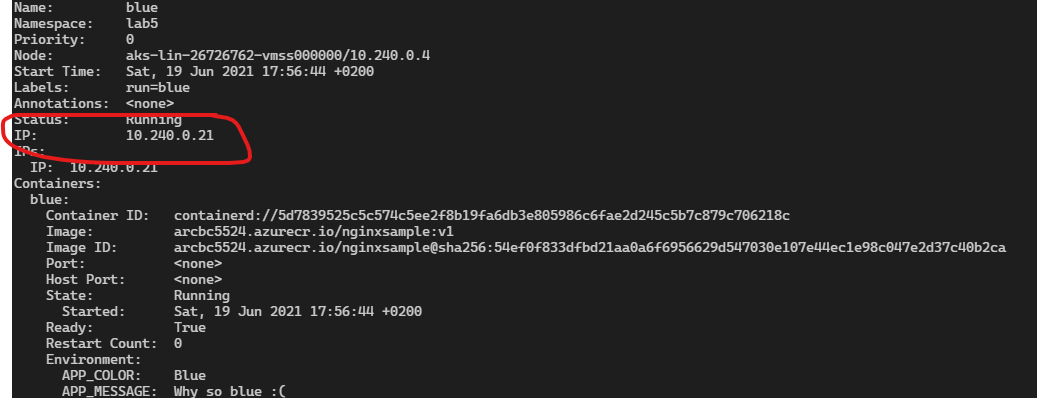 Name:         blue
Namespace:    lab5
Priority:     0
Node:         aks-lin-26726762-vmss000000/10.240.0.4
Start Time:   Sat, 19 Jun 2021 17:56:44 +0200
Labels:       run=blue
Annotations:  <none>
Status:       Running
IP:           10.240.0.21
IPs:
  IP:  10.240.0.21
Containers:
  blue:
    Container ID:   containerd://5d7839525c5c574c5ee2f8b19fa6db3e805986c6fae2d245c5b7c879c706218c
    Image:          arcbc5524.azurecr.io/nginxsample:v1
    Image ID:       arcbc5524.azurecr.io/nginxsample@sha256:54ef0f833dfbd21aa0a6f6956629d547030e107e44ec1e98c047e2d37c40b2ca
    Port:           <none>
    Host Port:      <none>
    State:          Running
      Started:      Sat, 19 Jun 2021 17:56:44 +0200
    Ready:          True
    Restart Count:  0
    Environment:
      APP_COLOR:    Blue
      APP_MESSAGE:  Why so blue :(